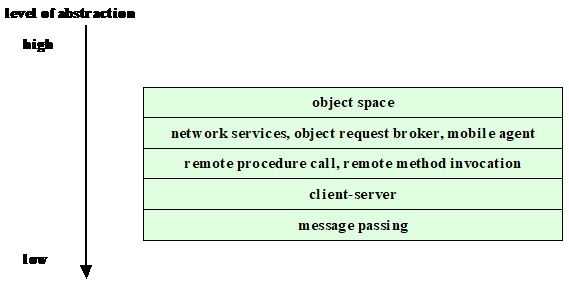 level of abstraction
high
object space
network services, object request broker, mobile agent
remote procedure call, remote method invocation
client-server
message passing
low